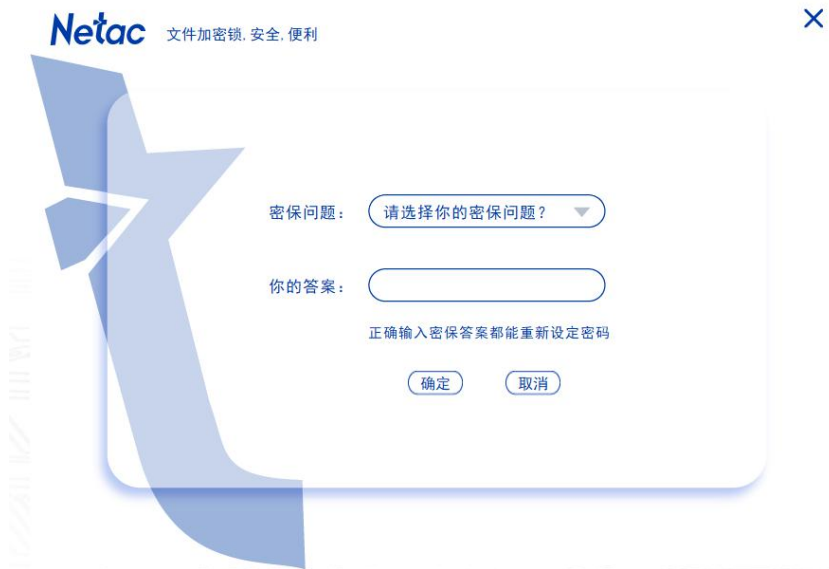 Netac 文件加密锁,安全,便利
密保问题： 请选择你的密保问题？
你的答案：
正确输入密保答案都能重新设定密码
确定 取消